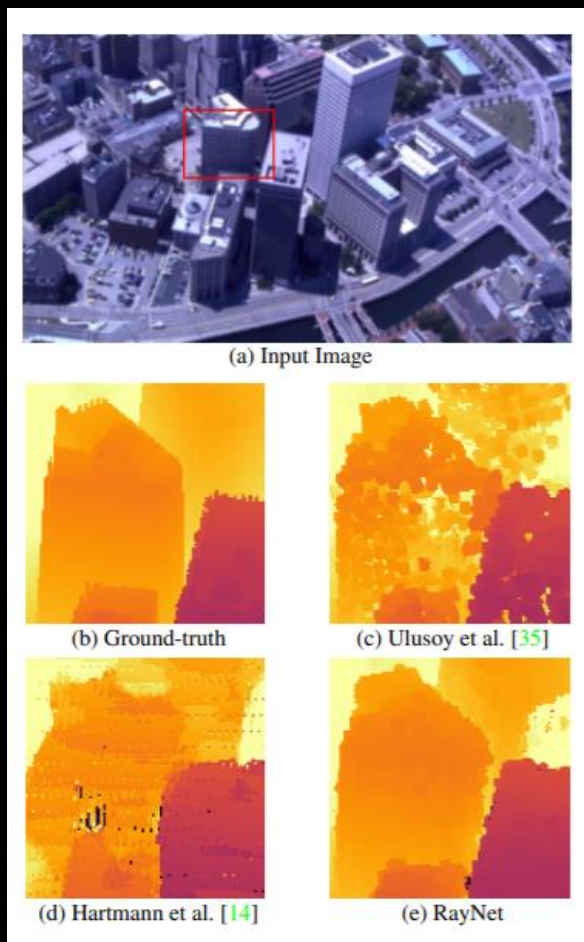 (a) Input Image
(b) Ground-truth
(c) Ulusoy et al. [35]
(d) Hartmann et al. [14]
(e) RayNet